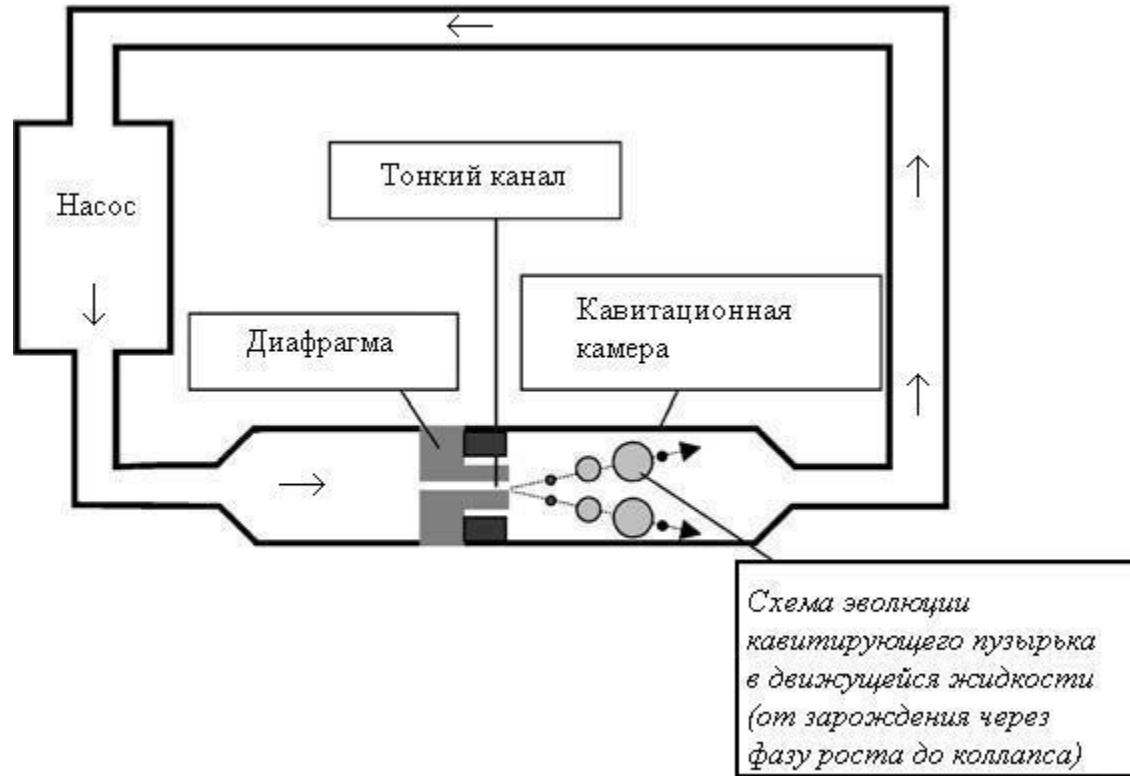 Тонкий канал
Насос
Кавитационная
камера
Диафрагма
Схема эволюции
кавитирующего пузырька
в движущейся жидкости
(от зарождения через
фазу роста до коллапса)